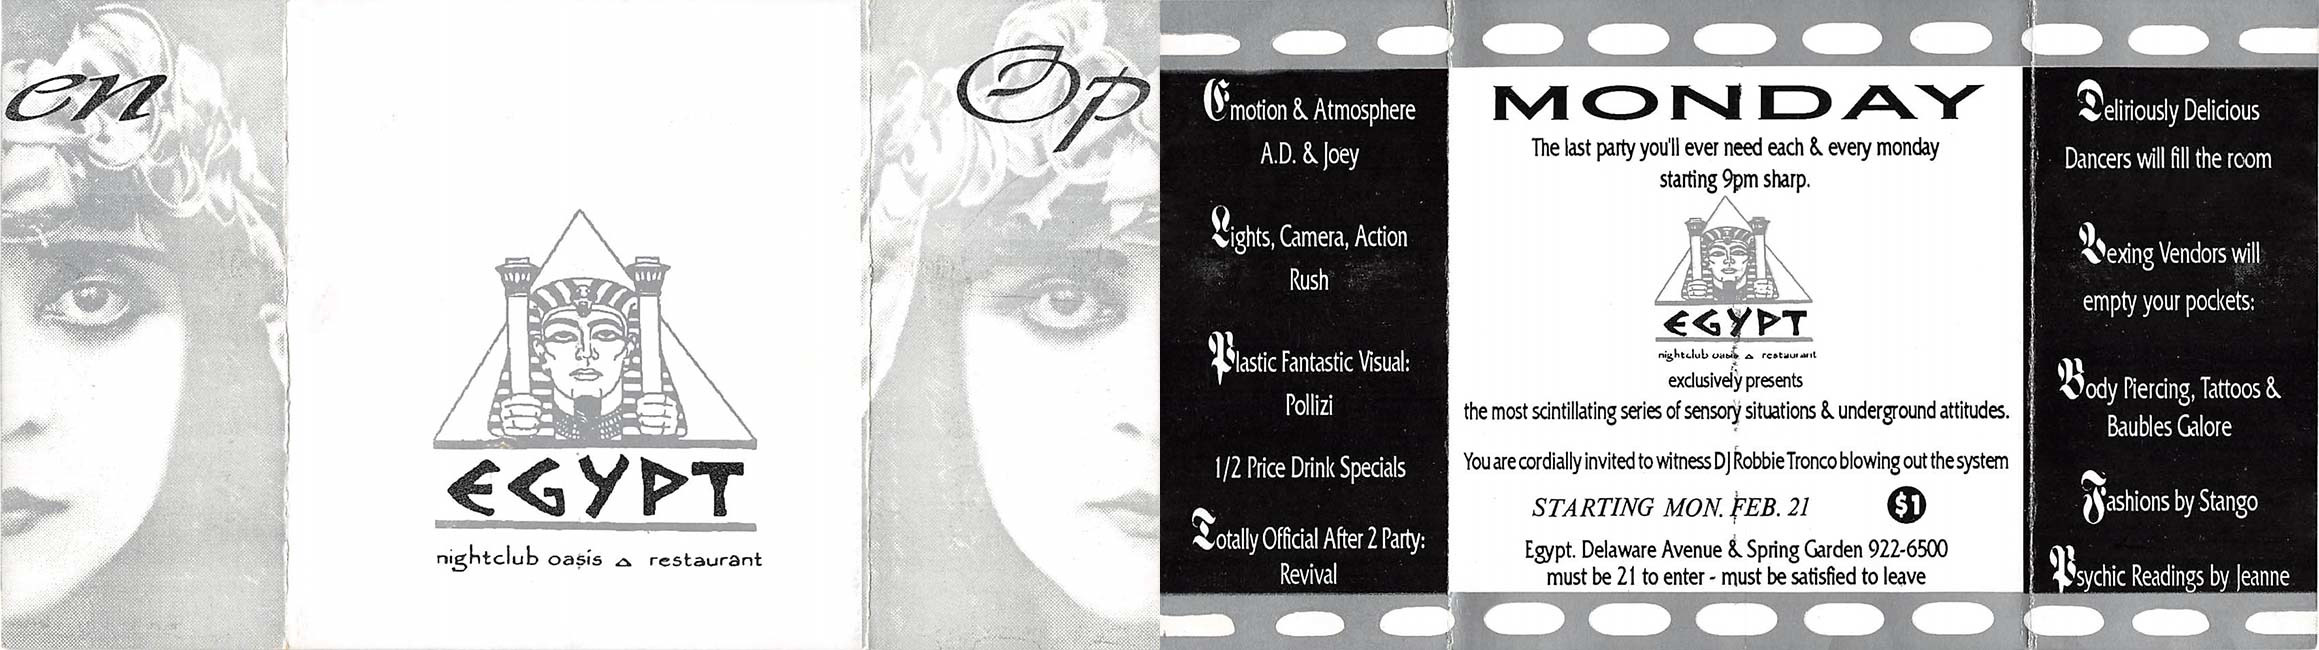 en
EGYPT
nightclub oasis △ restaurant
Op
Emotion & Atmosphere
A.D. & Joey
Lights, Camera, Action
Rush
Plastic Fantastic Visual:
Pollizi
1/2 Price Drink Specials
Totally Official After 2 Party:
Revival
MONDAY
The last party you'll ever need each & every monday
starting 9pm sharp.
EGYPT
nightclub oasis △ restaurant
exclusively presents
the most scintillating series of sensory situations & underground attitudes.
You are cordially invited to witness DJ Robbie Tronco blowing out the system
STARTING MON. FEB. 21 $1
Egypt. Delaware Avenue & Spring Garden 922-6500
must be 21 to enter - must be satisfied to leave
Deliriously Delicious
Dancers will fill the room
Vexing Vendors will
empty your pockets:
Body Piercing, Tattoos &
Baubles Galore
Fashions by Stango
Psychic Readings by Jeanne